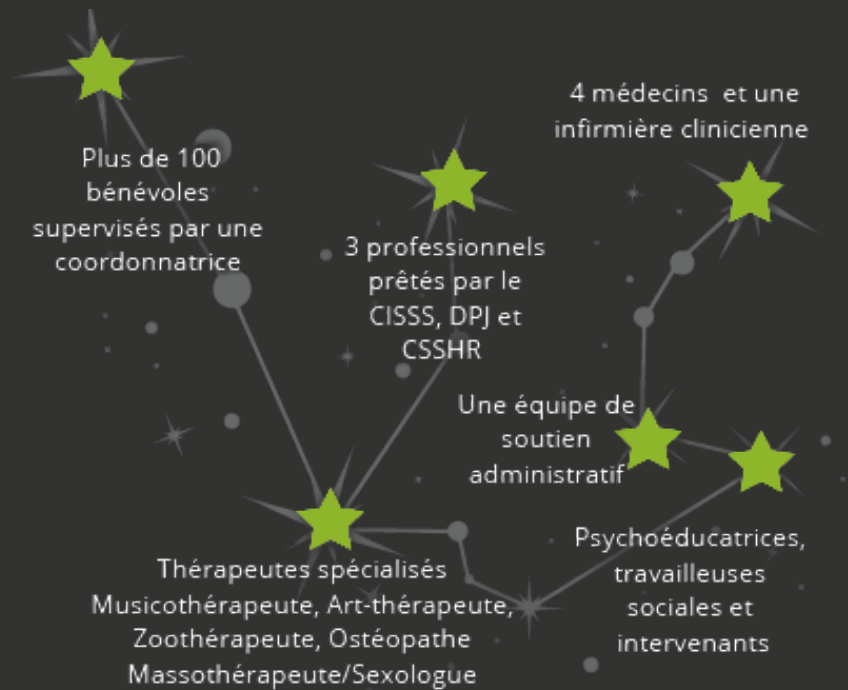 Plus de 100
bénévoles
supervisés par une
coordonnatrice
3 professionnels
prêtés par le
CISSS, DPJ et
CSSHR
4 médecins et une
infirmière clinicienne
Une équipe de
soutien
administratif
Psychoéducatrices,
travailleuses
sociales et
intervenants
Thérapeutes spécialisés
Musicothérapeute, Art-thérapeute,
Zoothérapeute, Ostéopathe
Massothérapeute/Sexologue